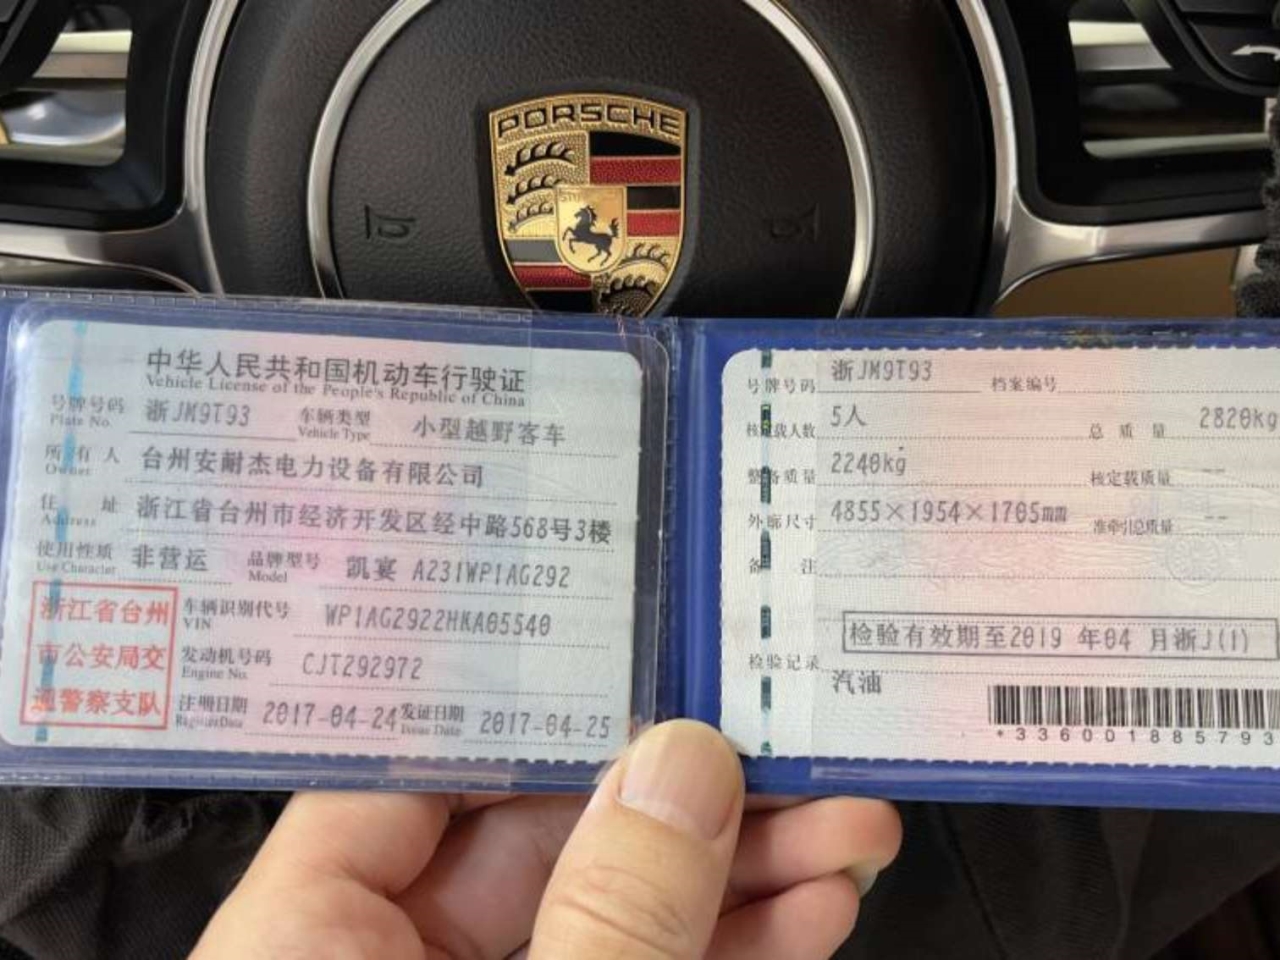 PORSCHE
中华人民共和国机动车行驶证
Vehicle License of the People's Republic of China
号牌号码 浙JM9T93 车辆类型 小型越野客车
Plate No. Vehicle Type
所有人 台州安耐杰电力设备有限公司
Owner
住址 浙江省台州市经济开发区经中路568号3楼
Address
使用性质 非营运 品牌型号 凯宴 A231WP1AG292
Use Character Model
浙江省台州
市公安局交
通警察支队
车辆识别代号 WP1AG2922HKA05540
VIN
发动机号码 CJT292972
Engine No.
注册日期 2017-04-24 发证日期 2017-04-25
Register Date Issue Date
号牌号码 浙JM9T93 档案编号
核定载人数 5人 总质量 2820kg
整备质量 2240kg 核定载质量 --
外廓尺寸 4855×1954×1705mm 准牵引总质量 --
备注
检验有效期至2019 年04 月浙J(1)
检验记录
汽油
*336001885793